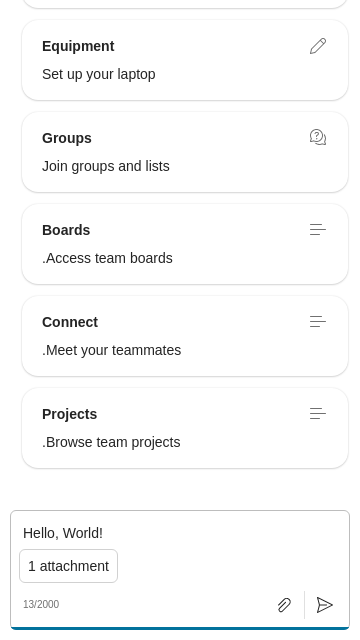 Equipment
Set up your laptop
Groups
Join groups and lists
Boards
.Access team boards
Connect
.Meet your teammates
Projects
.Browse team projects
Hello, World!
1 attachment
13/2000